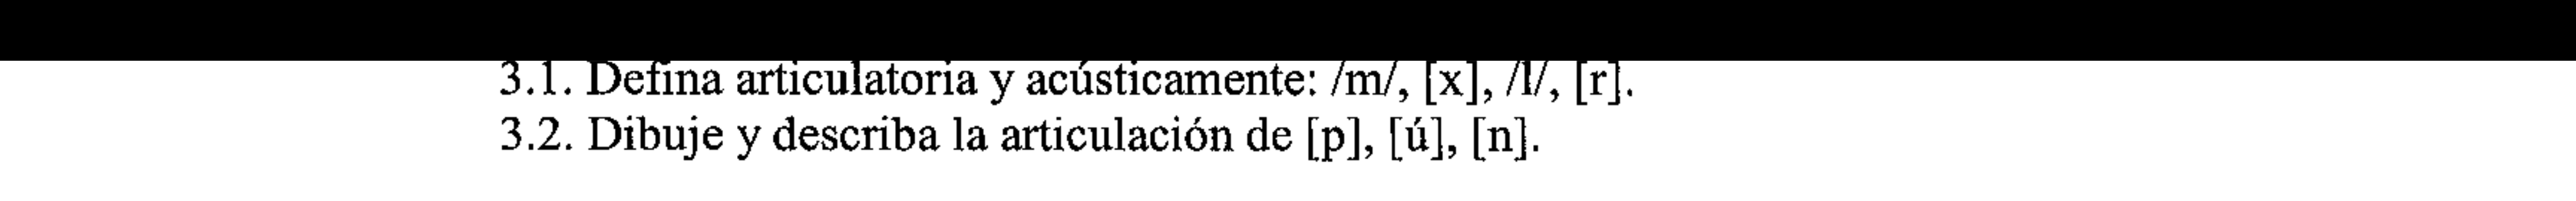 3.1. Defina articulatoria y acústicamente: /m/, [x], /l/, [r].
3.2. Dibuje y describa la articulación de [p], [ú], [n].